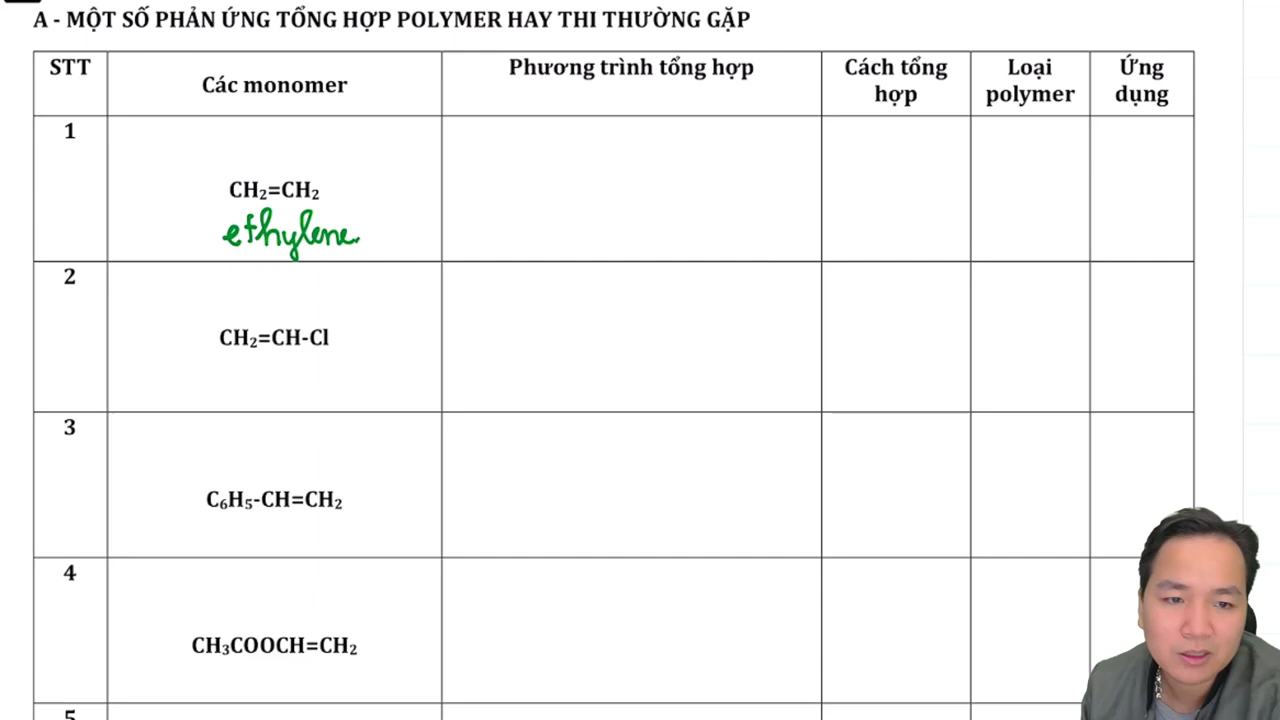 A - MỘT SỐ PHẢN ỨNG TỔNG HỢP POLYMER HAY THI THƯỜNG GẶP
STT
Các monomer
Phương trình tổng hợp
Cách tổng
hợp
Loại
polymer
Ứng
dụng
1
CH₂=CH₂
ethylene
2
CH₂=CH-Cl
3
C₆H₅-CH=CH₂
4
CH₃COOCH=CH₂
5